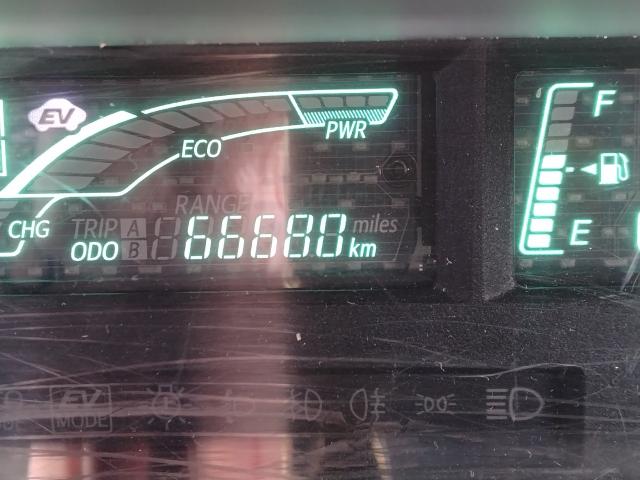 EV
F
ECO
PWR
RANGE
CHG
TRIP A
miles
E
ODO
B
66680 km
EV
MODE